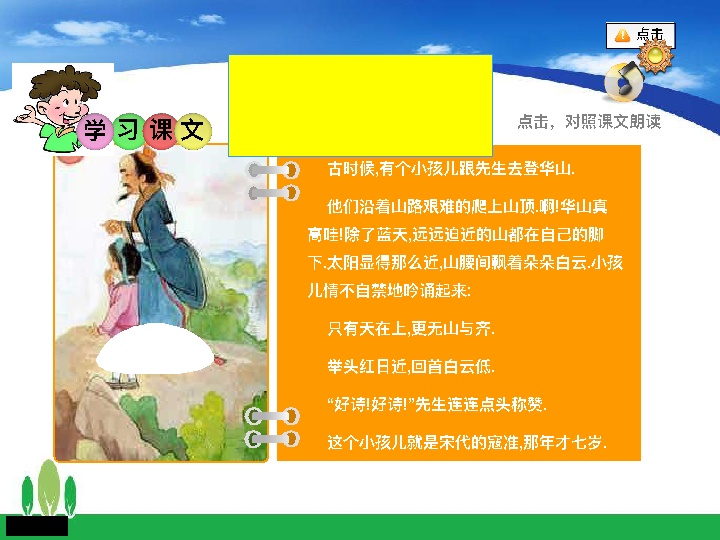 点击
点击，对照课文朗读
学习课文
古时候,有个小孩儿跟先生去登华山.
他们沿着山路艰难的爬上山顶.啊!华山真
高哇!除了蓝天,远远近近的山都在自己的脚
下.太阳显得那么近,山腰间飘着朵朵白云.小孩
儿情不自禁地吟诵起来:
只有天在上,更无山与齐.
举头红日近,回首白云低.
“好诗!好诗!”先生连连点头称赞.
这个小孩儿就是宋代的寇准,那年才七岁.